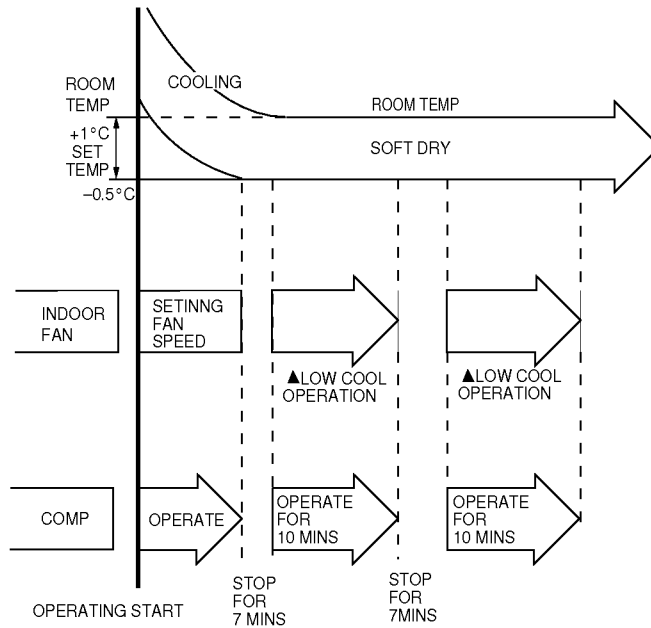 COOLING
ROOM
TEMP
ROOM TEMP
+1°C
SET
TEMP
SOFT DRY
–0.5°C
INDOOR
FAN
SETINNG
FAN
SPEED
▲LOW COOL
OPERATION
▲LOW COOL
OPERATION
COMP
OPERATE
OPERATE
FOR
10 MINS
OPERATE
FOR
10 MINS
OPERATING START
STOP
FOR
7 MINS
STOP
FOR
7MINS